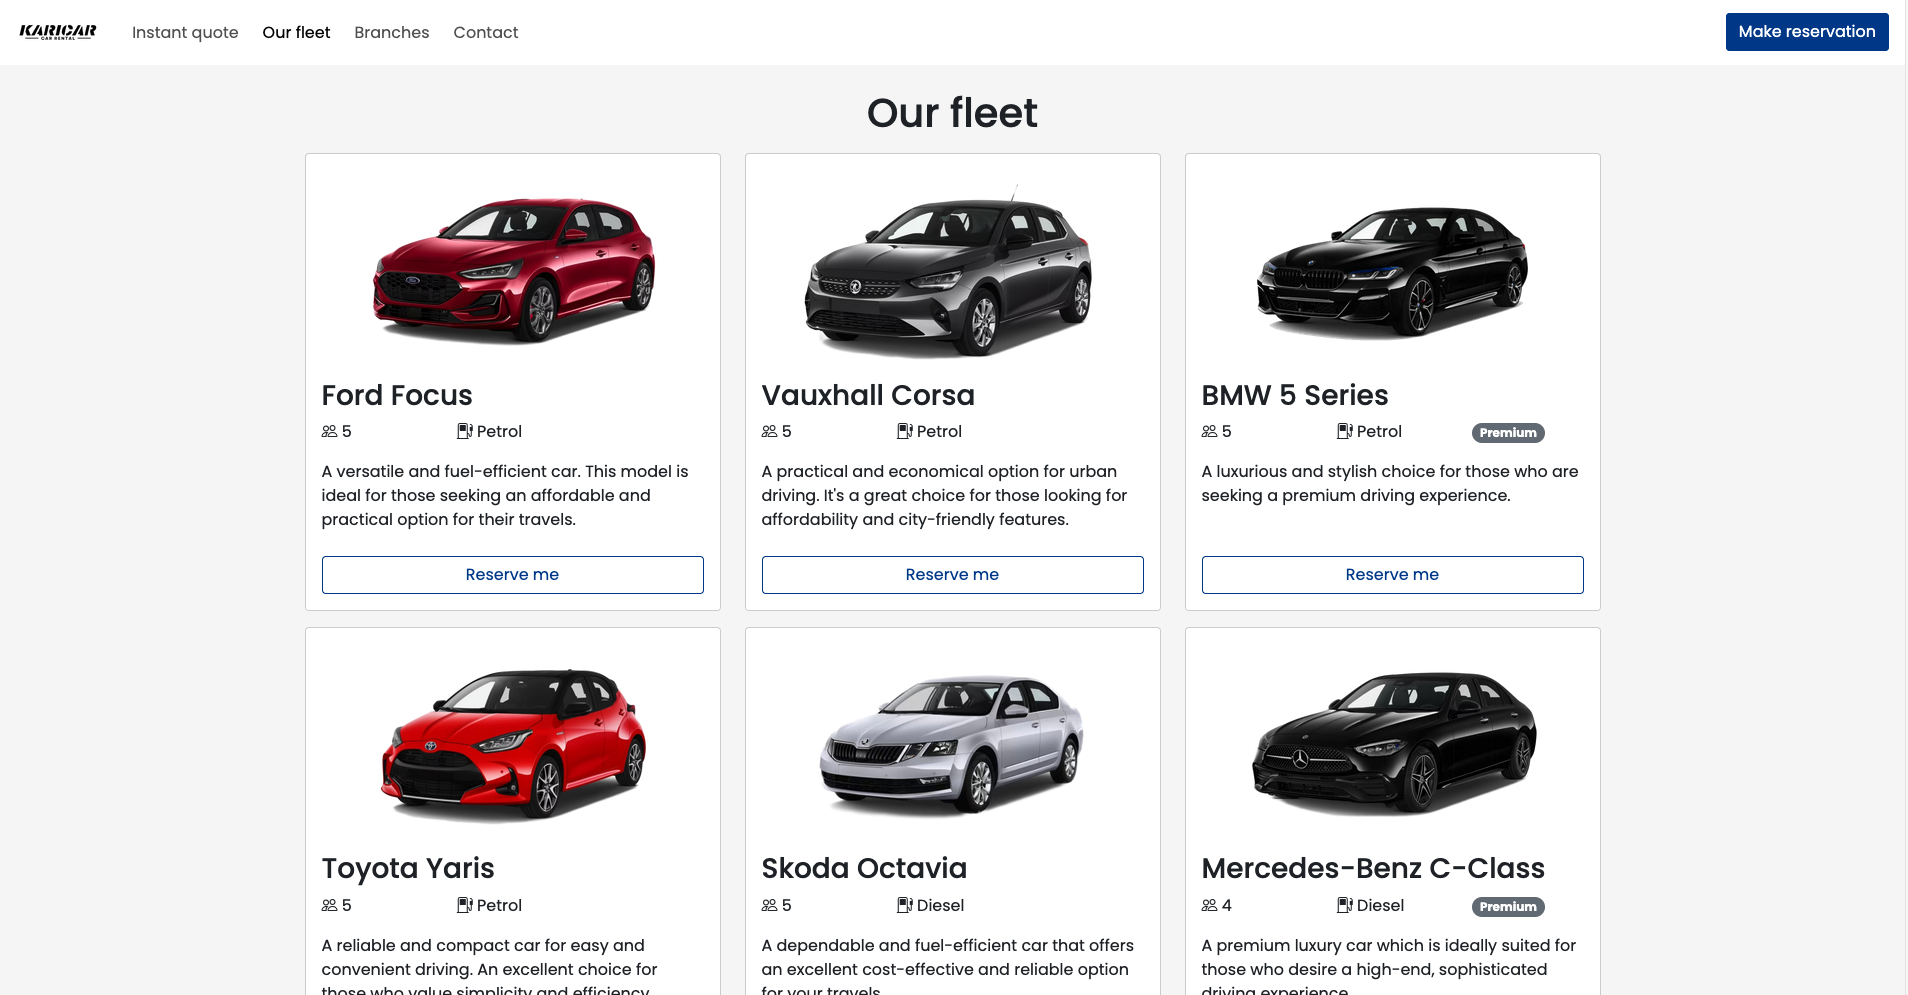 KARICAR
CAR RENTAL
Instant quote
Our fleet
Branches
Contact
Make reservation
Our fleet
Ford Focus
5
Petrol
A versatile and fuel-efficient car. This model is
ideal for those seeking an affordable and
practical option for their travels.
Reserve me
Vauxhall Corsa
5
Petrol
A practical and economical option for urban
driving. It's a great choice for those looking for
affordability and city-friendly features.
Reserve me
BMW 5 Series
5
Petrol
Premium
A luxurious and stylish choice for those who are
seeking a premium driving experience.
Reserve me
Toyota Yaris
5
Petrol
A reliable and compact car for easy and
convenient driving. An excellent choice for
those who value simplicity and efficiency
Skoda Octavia
5
Diesel
A dependable and fuel-efficient car that offers
an excellent cost-effective and reliable option
for your travels
Mercedes-Benz C-Class
4
Diesel
Premium
A premium luxury car which is ideally suited for
those who desire a high-end, sophisticated
driving experience